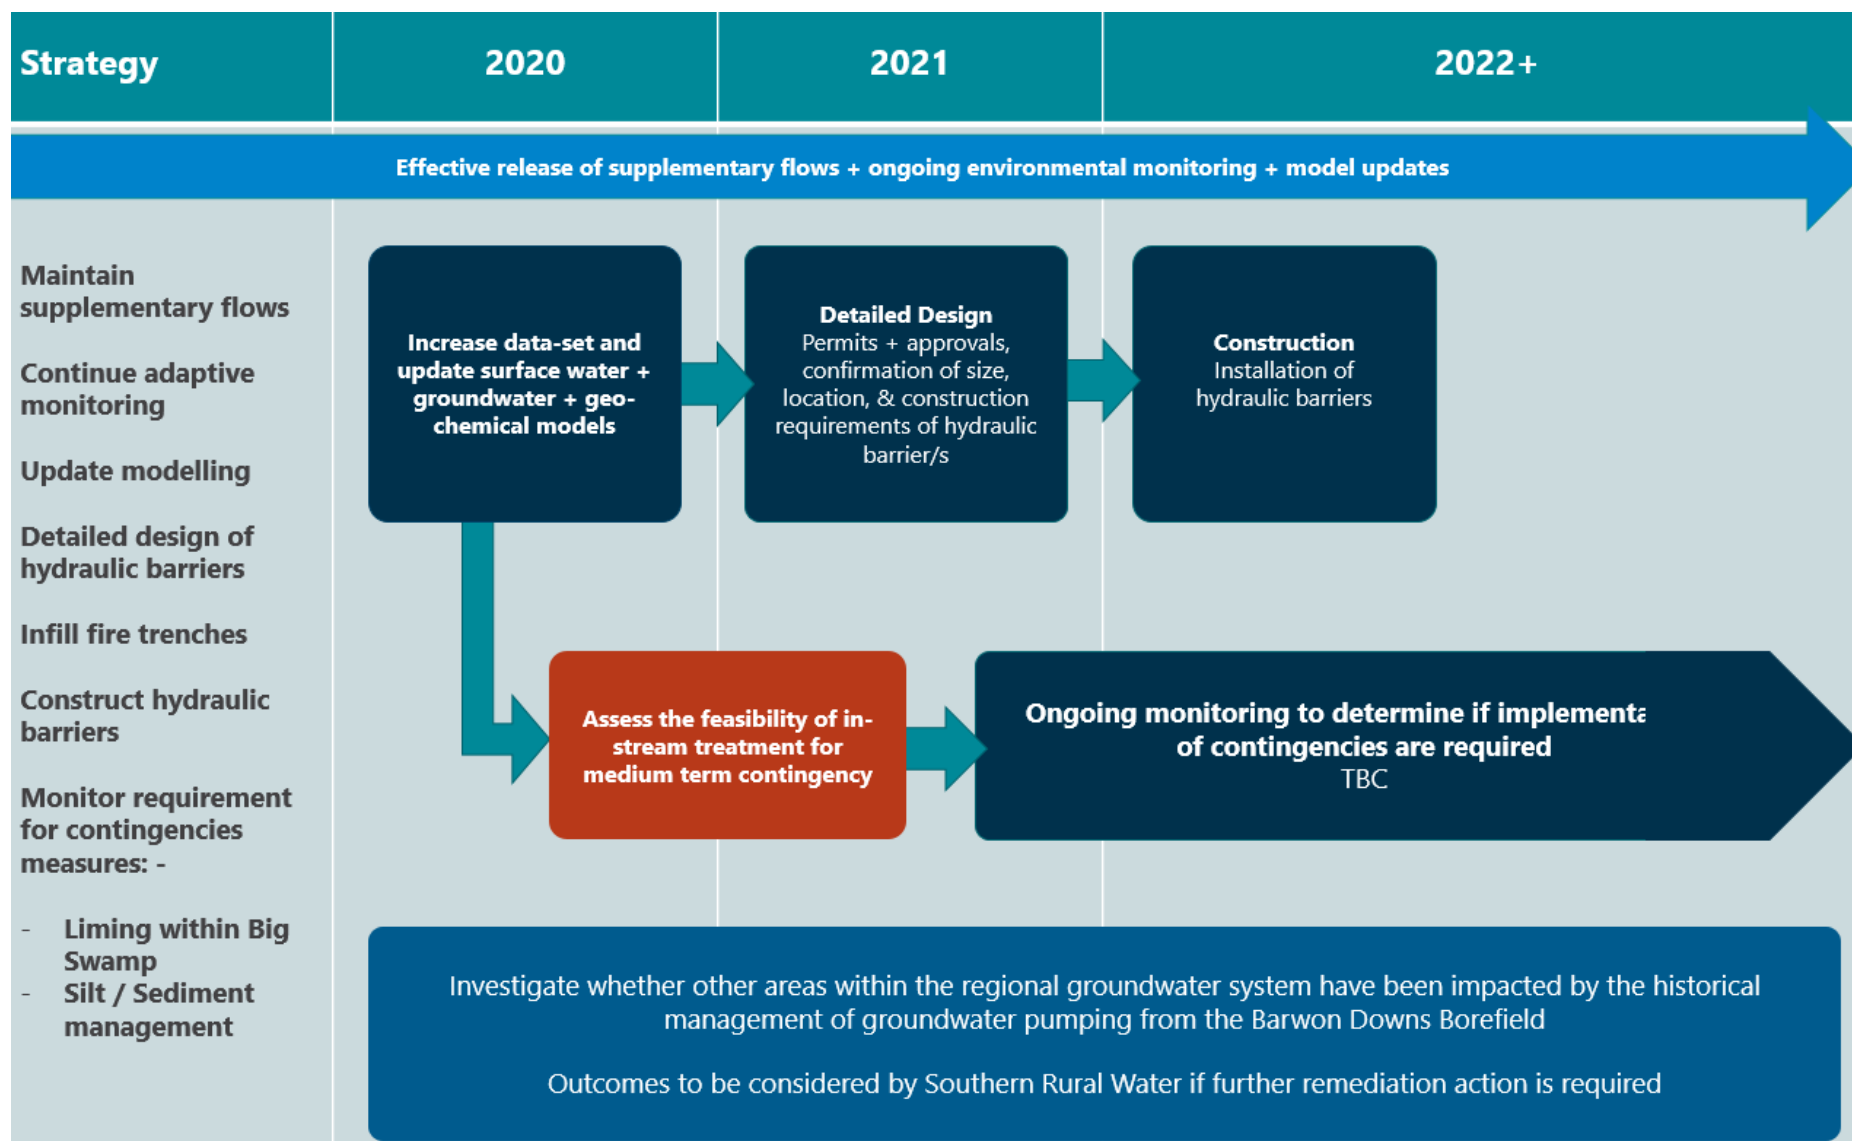 Strategy
2020
2021
2022+
Effective release of supplementary flows + ongoing environmental monitoring + model updates
Maintain
supplementary flows
Continue adaptive
monitoring
Update modelling
Detailed design of
hydraulic barriers
Infill fire trenches
Construct hydraulic
barriers
Monitor requirement
for contingencies
measures: -
- Liming within Big
Swamp
- Silt / Sediment
management
Increase data-set and
update surface water +
groundwater + geo-
chemical models
Detailed Design
Permits + approvals,
confirmation of size,
location, & construction
requirements of hydraulic
barrier/s
Construction
Installation of
hydraulic barriers
Assess the feasibility of in-
stream treatment for
medium term contingency
Ongoing monitoring to determine if implementa
of contingencies are required
TBC
Investigate whether other areas within the regional groundwater system have been impacted by the historical
management of groundwater pumping from the Barwon Downs Borefield
Outcomes to be considered by Southern Rural Water if further remediation action is required